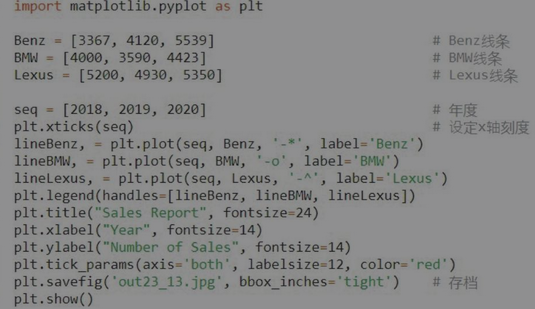 import matplotlib.pyplot as plt

Benz = [3367, 4120, 5539]                    # Benz线条
BMW = [4000, 3590, 4423]                     # BMW线条
Lexus = [5200, 4930, 5350]                   # Lexus线条

seq = [2018, 2019, 2020]                     # 年度
plt.xticks(seq)                              # 设定x轴刻度
lineBenz, = plt.plot(seq, Benz, '-*', label='Benz')
lineBMW, = plt.plot(seq, BMW, '-o', label='BMW')
lineLexus, = plt.plot(seq, Lexus, '-^', label='Lexus')
plt.legend(handles=[lineBenz, lineBMW, lineLexus])
plt.title("Sales Report", fontsize=24)
plt.xlabel("Year", fontsize=14)
plt.ylabel("Number of Sales", fontsize=14)
plt.tick_params(axis='both', labelsize=12, color='red')
plt.savefig('out23_13.jpg', bbox_inches='tight')    # 存档
plt.show()